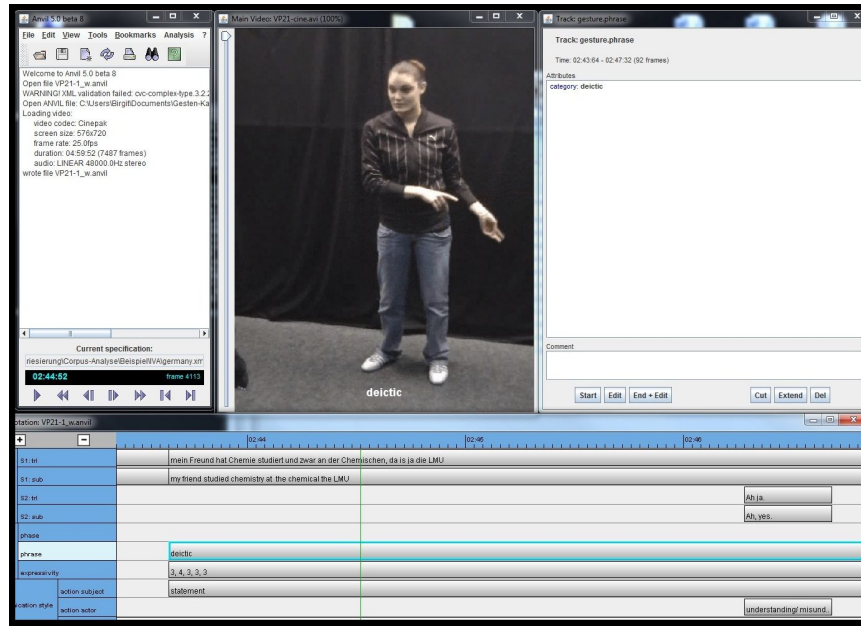 Anvil 5.0 beta 8
File Edit View Tools Bookmarks Analysis ?
Welcome to Anvil 5.0 beta 8
Open file VP21-1_w.anvil
WARNING! XML validation failed: cvc-complex-type.3.2.2
Open ANVIL file: C:\Users\Birgit\Documents\Gesten-Ka
Loading video:
video codec: Cinepak
screen size: 576x720
frame rate: 25.0fps
duration: 04:59:52 (7487 frames)
audio: LINEAR 48000.0Hz stereo
wrote file VP21-1_w.anvil
Current specification:
riesierung\Corpus-Analyse\Beispiel\IVA\germany.xm
02:44:52 frame 4113
Main Video: VP21-cine.avi (100%)
deictic
Track: gesture.phrase
Track: gesture.phrase
Time: 02:43:64 - 02:47:32 (92 frames)
Attributes
category: deictic
Comment
Start Edit End + Edit Cut Extend Del
otation: VP21-1_w.anvil
02:44 02:45 02:46
S1: trl mein Freund hat Chemie studiert und zwar an der Chemischen, da is ja die LMU
S1: sub my friend studied chemistry at the chemical the LMU
S2: trl Ah ja.
S2: sub Ah, yes.
phase
phrase deictic
expressivity 3, 4, 3, 3, 3
action subject statement
ication style action actor understanding/ misund..